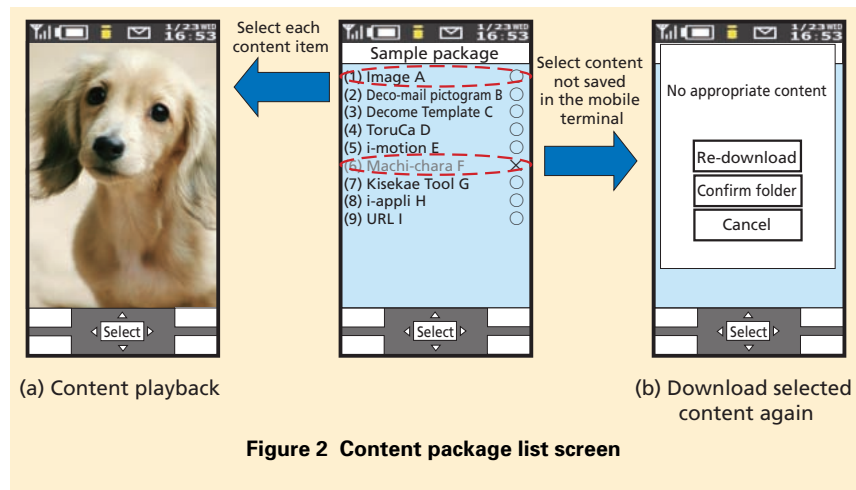 1/23 WED
16:53
Select
(a) Content playback
Select each
content item
1/23 WED
16:53
Sample package
(1) Image A ○
(2) Deco-mail pictogram B ○
(3) Decome Template C ○
(4) ToruCa D ○
(5) i-motion E ○
(6) Machi-chara F ×
(7) Kisekae Tool G ○
(8) i-appli H ○
(9) URL I ○
Select
Select content
not saved
in the mobile
terminal
1/23 WED
16:53
No appropriate content
Re-download
Confirm folder
Cancel
Select
(b) Download selected
content again
Figure 2 Content package list screen